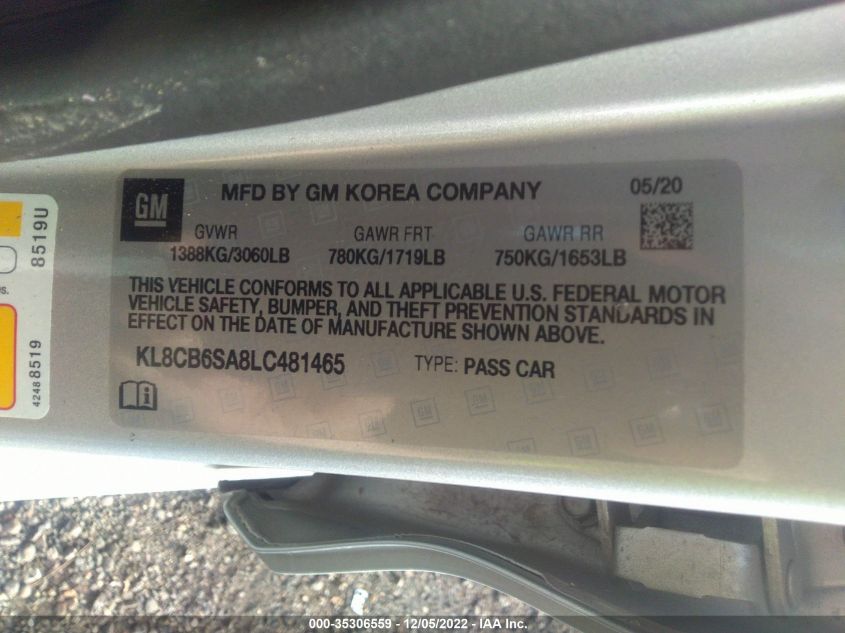 GM
MFD BY GM KOREA COMPANY
05/20
GVWR
GAWR FRT
GAWR RR
1388KG/3060LB
780KG/1719LB
750KG/1653LB
THIS VEHICLE CONFORMS TO ALL APPLICABLE U.S. FEDERAL MOTOR
VEHICLE SAFETY, BUMPER, AND THEFT PREVENTION STANDARDS IN
EFFECT ON THE DATE OF MANUFACTURE SHOWN ABOVE.
KL8CB6SA8LC481465
TYPE: PASS CAR
8519U
42488519
000-35306559 - 12/05/2022 - IAA Inc.